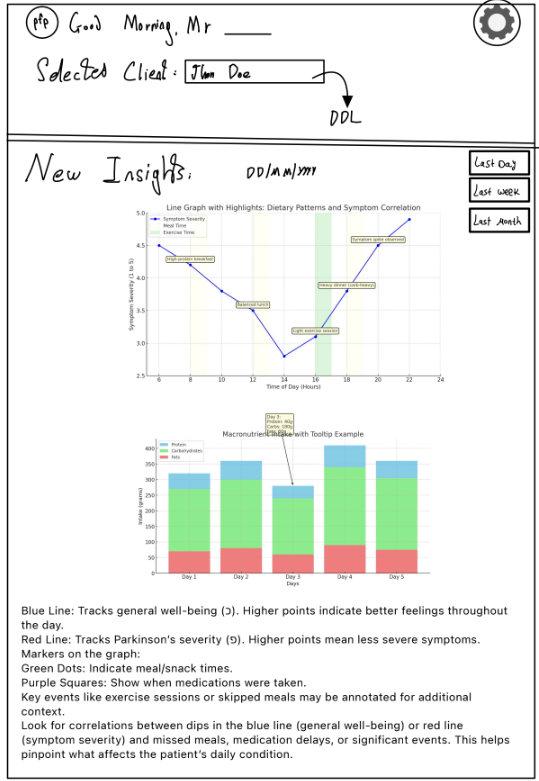 pfp Good Morning, Mr ____
Selected Client: Jhon Doe
DDL
New Insights: DD/MM/YYYY
Last Day
Last week
Last Month
Line Graph with Highlights: Dietary Patterns and Symptom Correlation
Symptom Severity
Meal Time
Exercise Time
Symptom Severity (1 to 5)
5.0
4.5
4.0
3.5
3.0
2.5
Symptom spike observed
High-protein breakfast
Heavy dinner (carb-heavy)
Balanced lunch
Light exercise session
6 8 10 12 14 16 18 20 22 24
Time of Day (Hours)
Day 3:
Protein: 40g
Macronutrient Intake with Tooltip Example
Protein
Carbohydrates
Fats
Intake (grams)
400
350
300
250
200
150
100
50
0
Day 1 Day 2 Day 3 Day 4 Day 5
Days
Blue Line: Tracks general well-being (כ). Higher points indicate better feelings throughout
the day.
Red Line: Tracks Parkinson's severity (פ). Higher points mean less severe symptoms.
Markers on the graph:
Green Dots: Indicate meal/snack times.
Purple Squares: Show when medications were taken.
Key events like exercise sessions or skipped meals may be annotated for additional
context.
Look for correlations between dips in the blue line (general well-being) or red line
(symptom severity) and missed meals, medication delays, or significant events. This helps
pinpoint what affects the patient's daily condition.